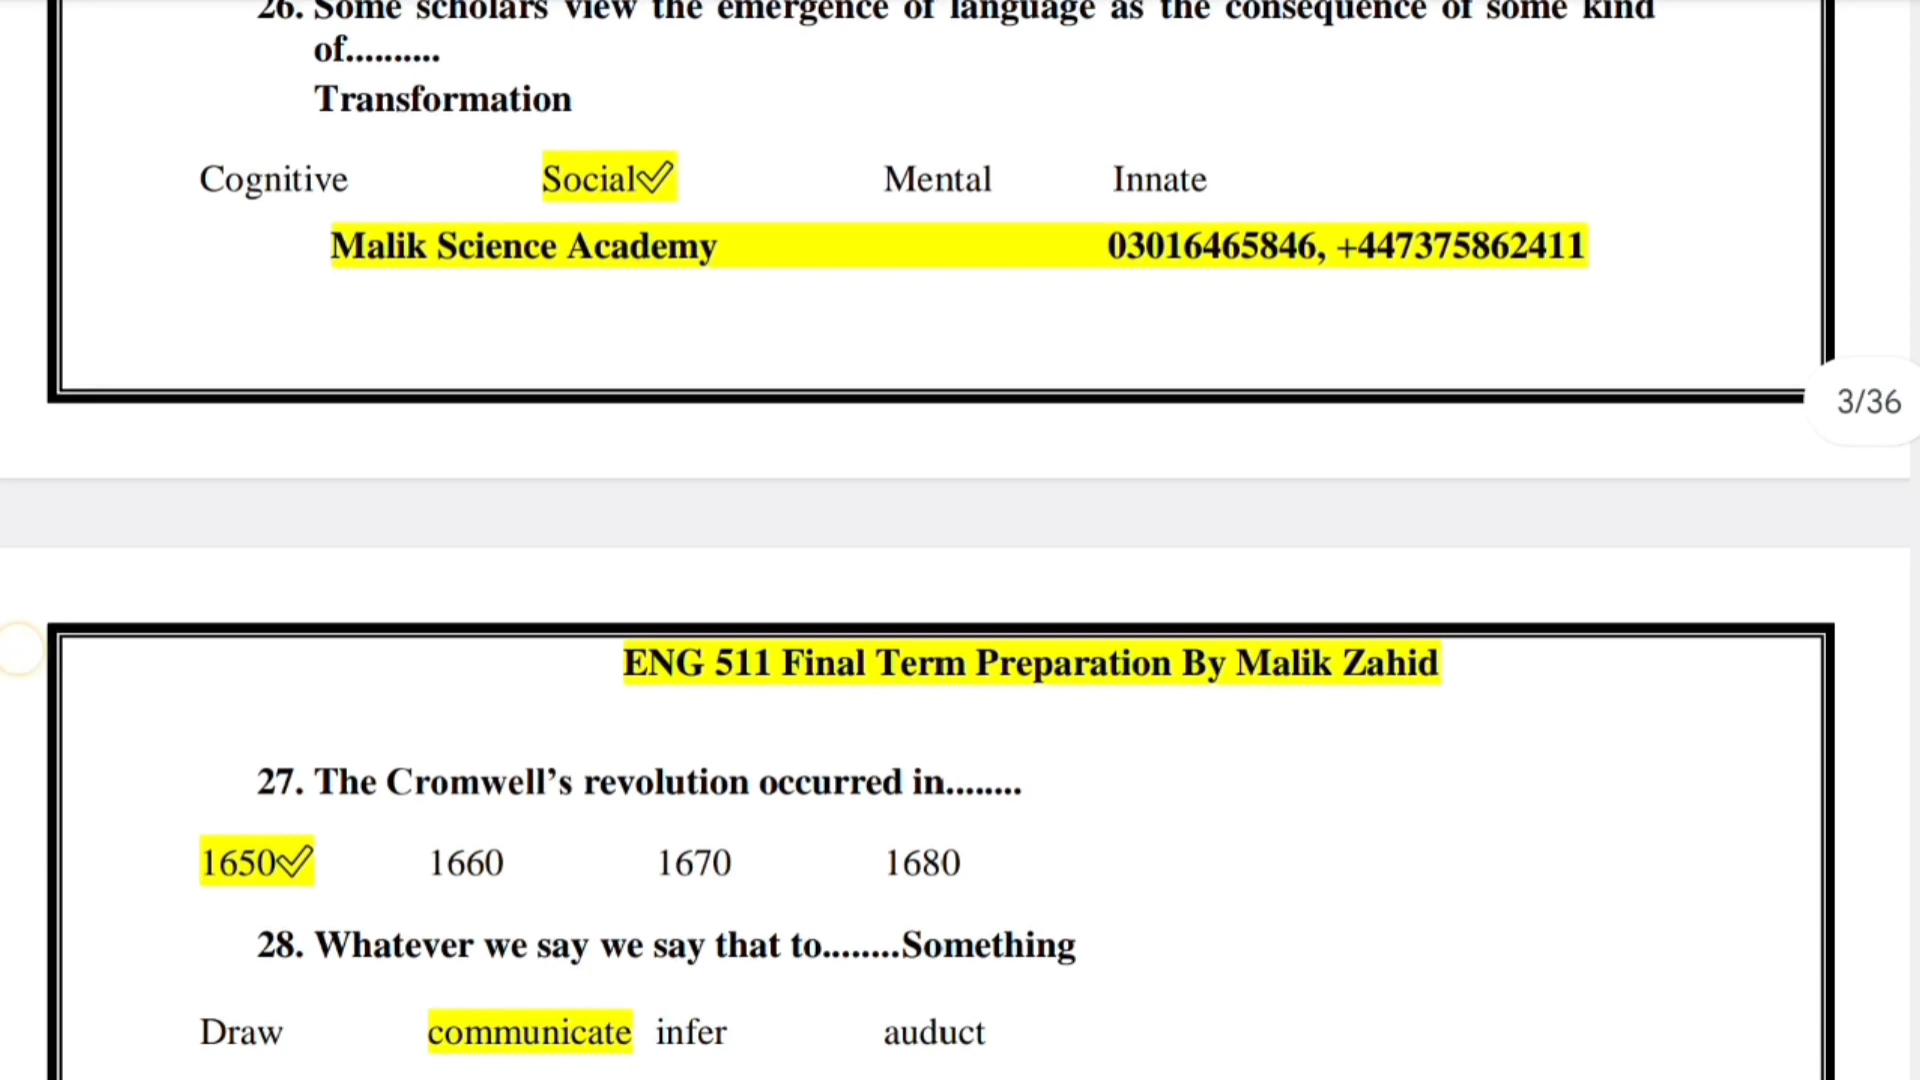 26. Some scholars view the emergence of language as the consequence of some kind
of..........
Transformation
Cognitive Social✓ Mental Innate
Malik Science Academy 03016465846, +447375862411
3/36
ENG 511 Final Term Preparation By Malik Zahid
27. The Cromwell’s revolution occurred in........
1650✓ 1660 1670 1680
28. Whatever we say we say that to........Something
Draw communicate infer auduct